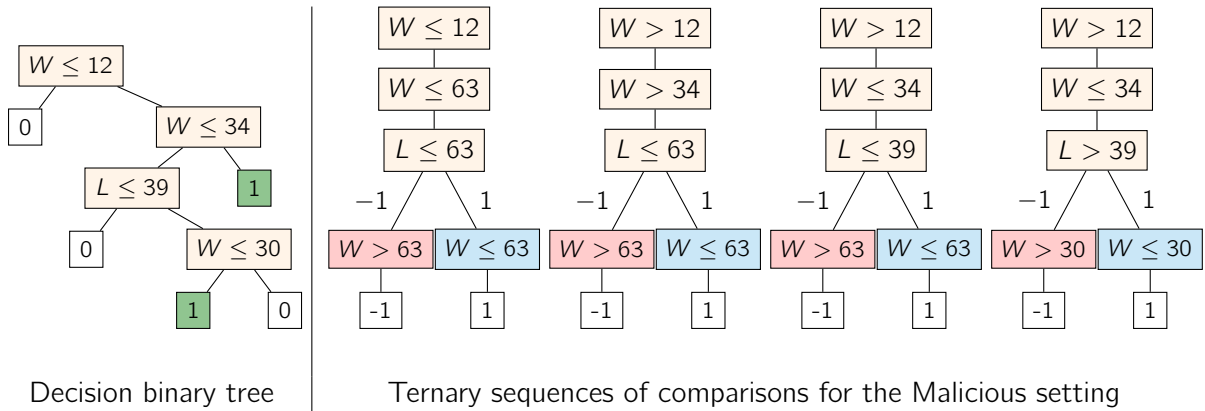 W ≤ 12 W ≤ 12 W > 12 W > 12 W > 12
W ≤ 63 W > 34 W ≤ 34 W ≤ 34
0 W ≤ 34
L ≤ 63 L ≤ 63 L ≤ 39 L > 39
L ≤ 39 1
−1 1 −1 1 −1 1 −1 1
0 W ≤ 30 W > 63 W ≤ 63 W > 63 W ≤ 63 W > 63 W ≤ 63 W > 30 W ≤ 30
1 0 -1 1 -1 1 -1 1 -1 1
Decision binary tree Ternary sequences of comparisons for the Malicious setting